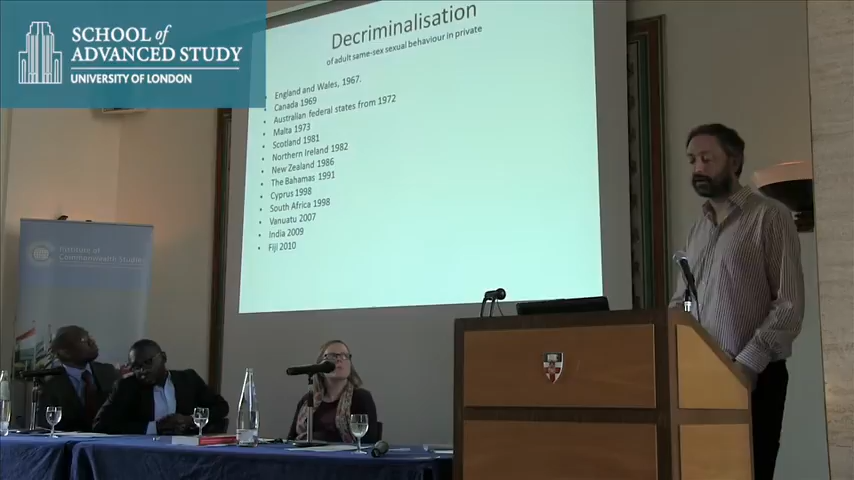 SCHOOL of
ADVANCED STUDY
UNIVERSITY OF LONDON
Decriminalisation
of adult same-sex sexual behaviour in private
• England and Wales, 1967.
• Canada 1969
• Australian federal states from 1972
• Malta 1973
• Scotland 1981
• Northern Ireland 1982
• New Zealand 1986
• The Bahamas 1991
• Cyprus 1998
• South Africa 1998
• Vanuatu 2007
• India 2009
• Fiji 2010
Institute of
Commonwealth Studies